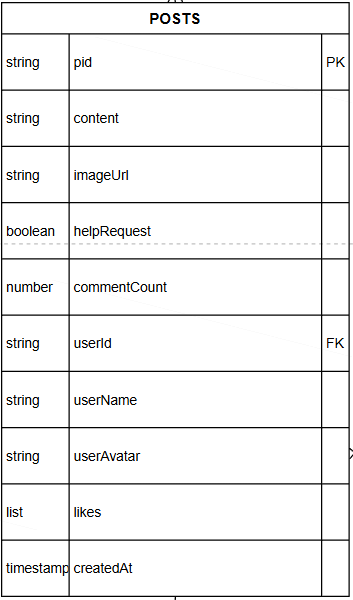 POSTS
string pid PK
string content
string imageUrl
boolean helpRequest
number commentCount
string userId FK
string userName
string userAvatar
list likes
timestamp createdAt